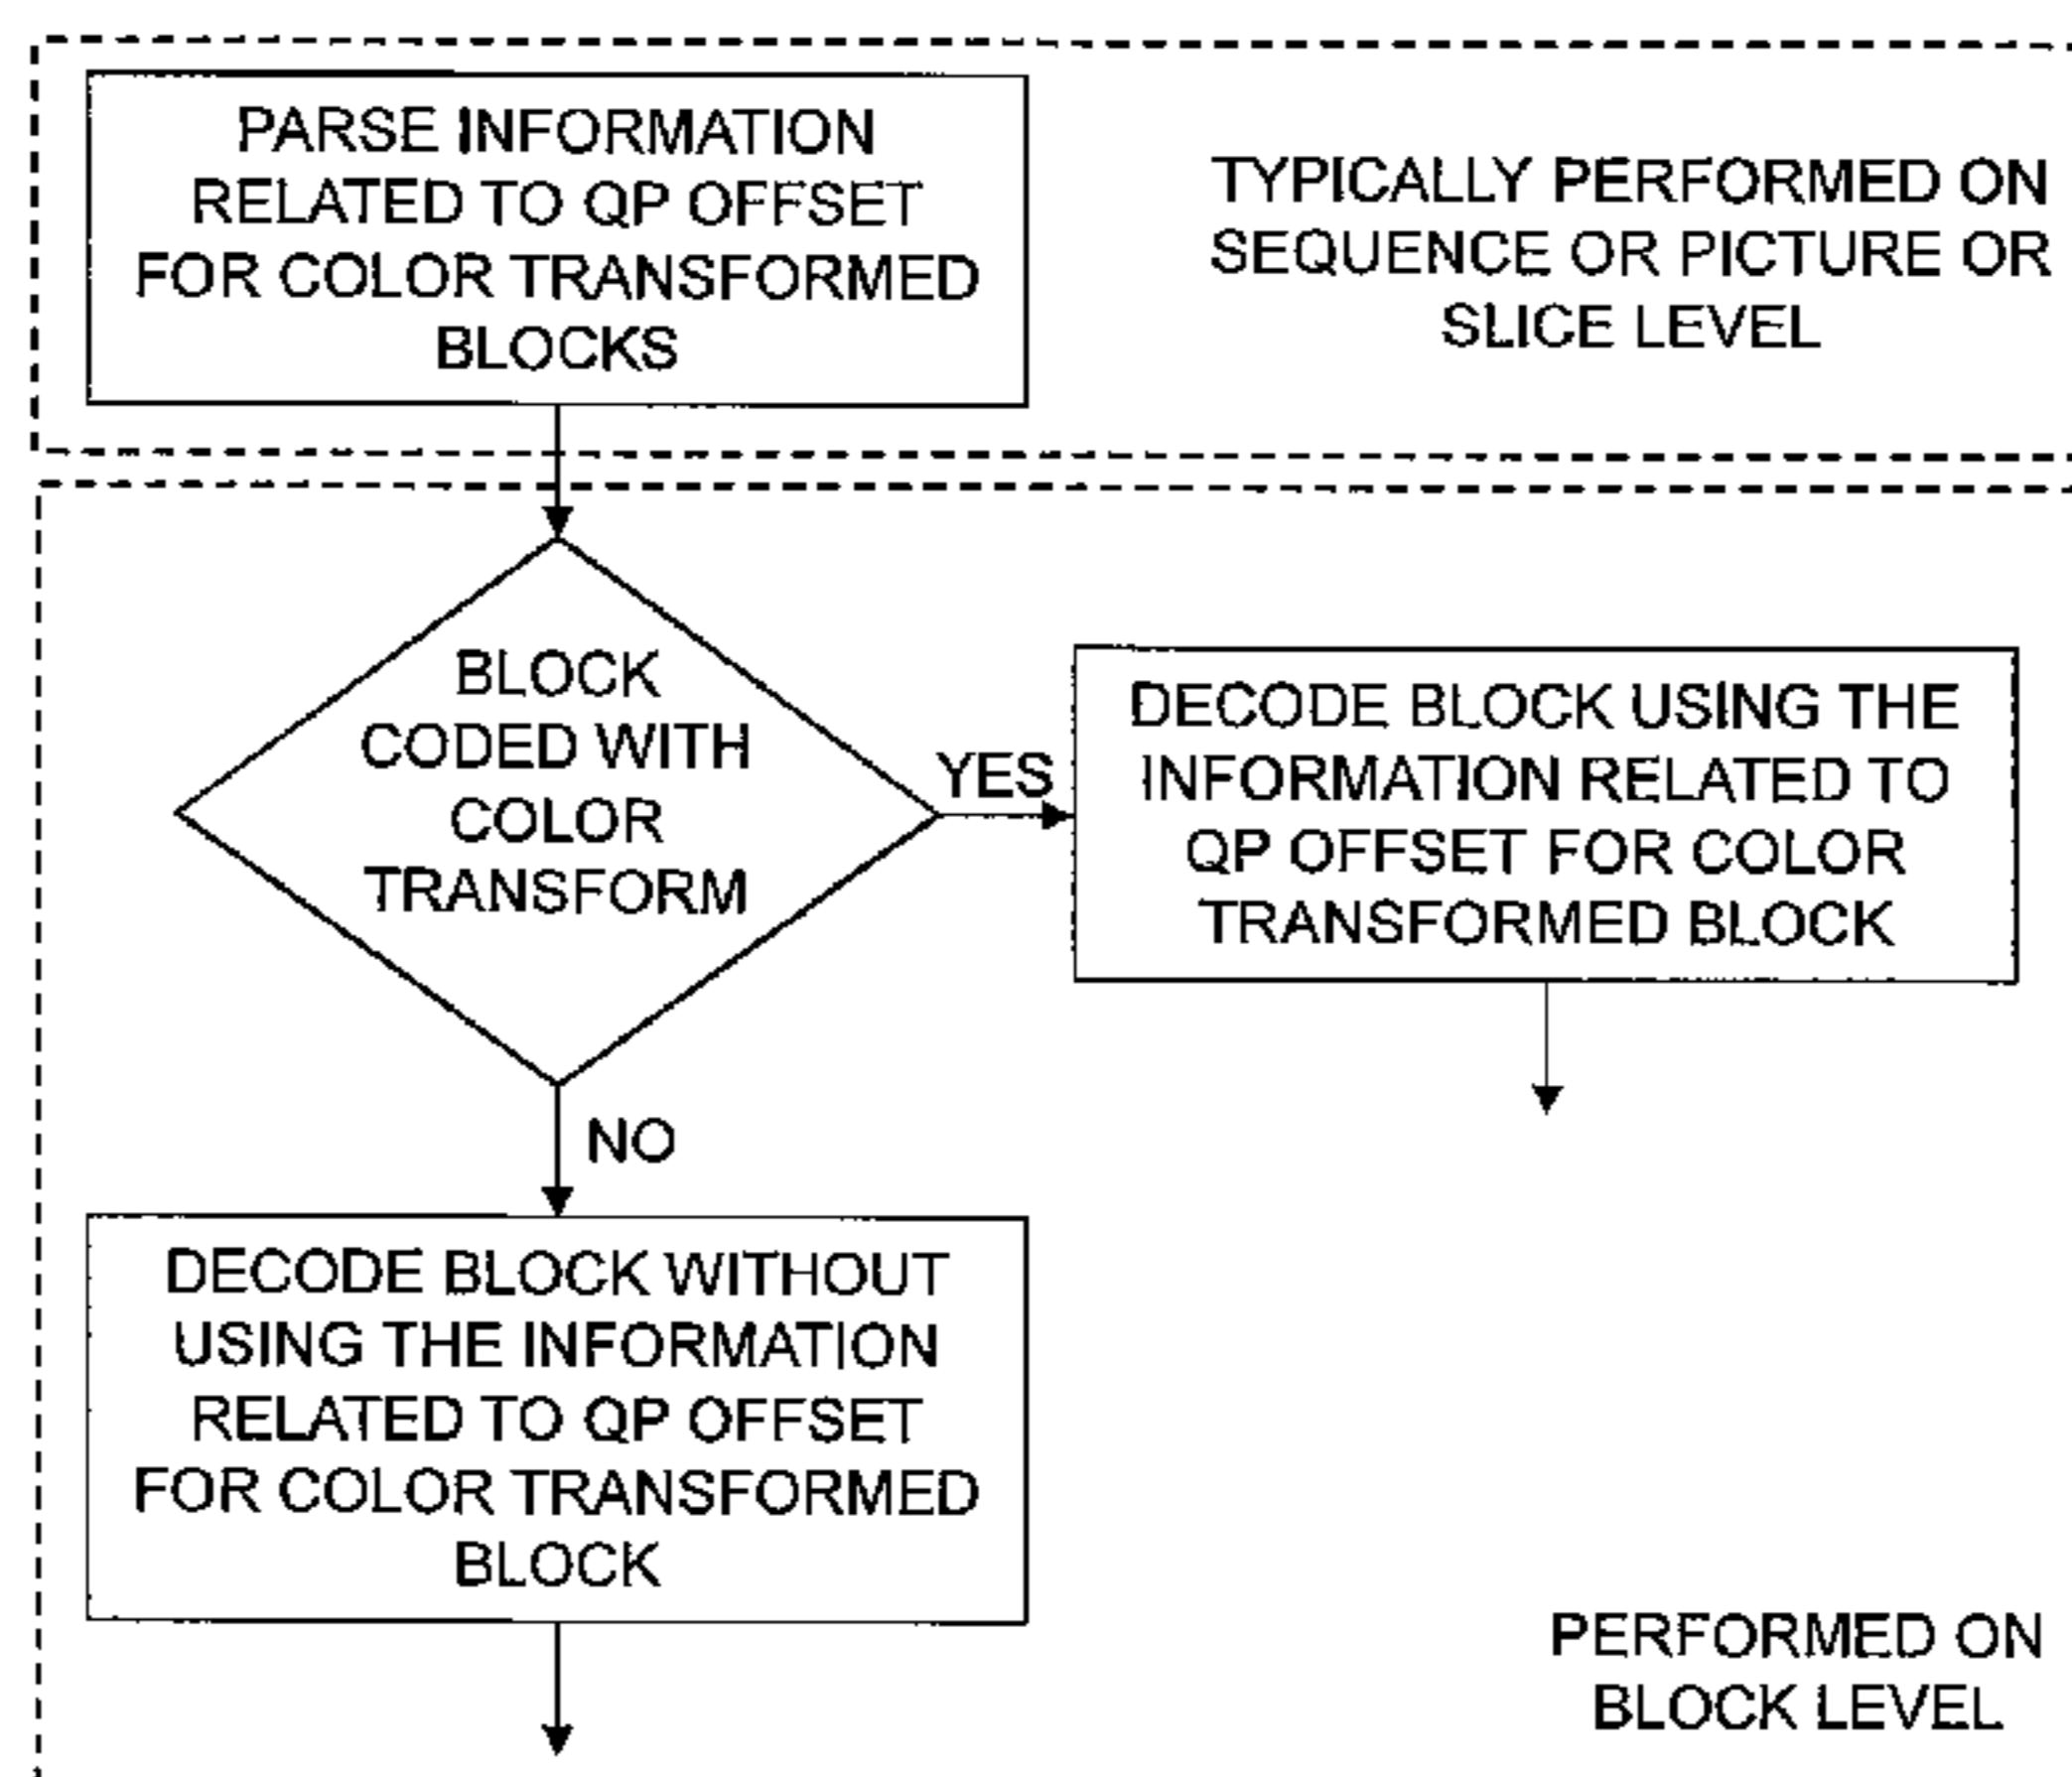 PARSE INFORMATION
RELATED TO QP OFFSET
FOR COLOR TRANSFORMED
BLOCKS
TYPICALLY PERFORMED ON
SEQUENCE OR PICTURE OR
SLICE LEVEL
BLOCK
CODED WITH
COLOR
TRANSFORM
YES
DECODE BLOCK USING THE
INFORMATION RELATED TO
QP OFFSET FOR COLOR
TRANSFORMED BLOCK
NO
DECODE BLOCK WITHOUT
USING THE INFORMATION
RELATED TO QP OFFSET
FOR COLOR TRANSFORMED
BLOCK
PERFORMED ON
BLOCK LEVEL